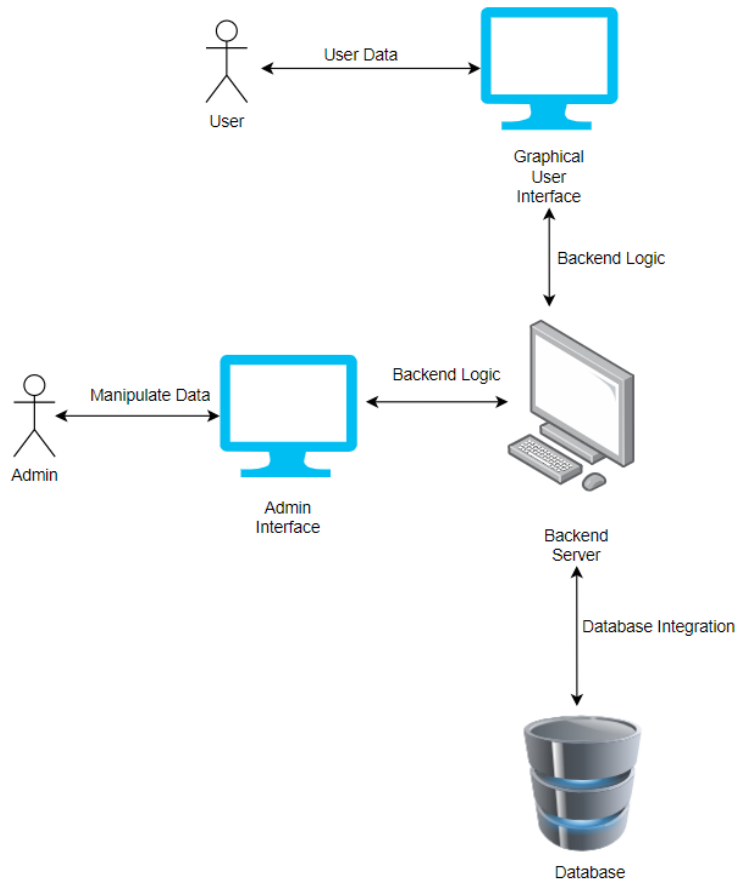 User Data
User
Graphical
User
Interface
Backend Logic
Manipulate Data
Backend Logic
Admin
Admin
Interface
Backend
Server
Database Integration
Database